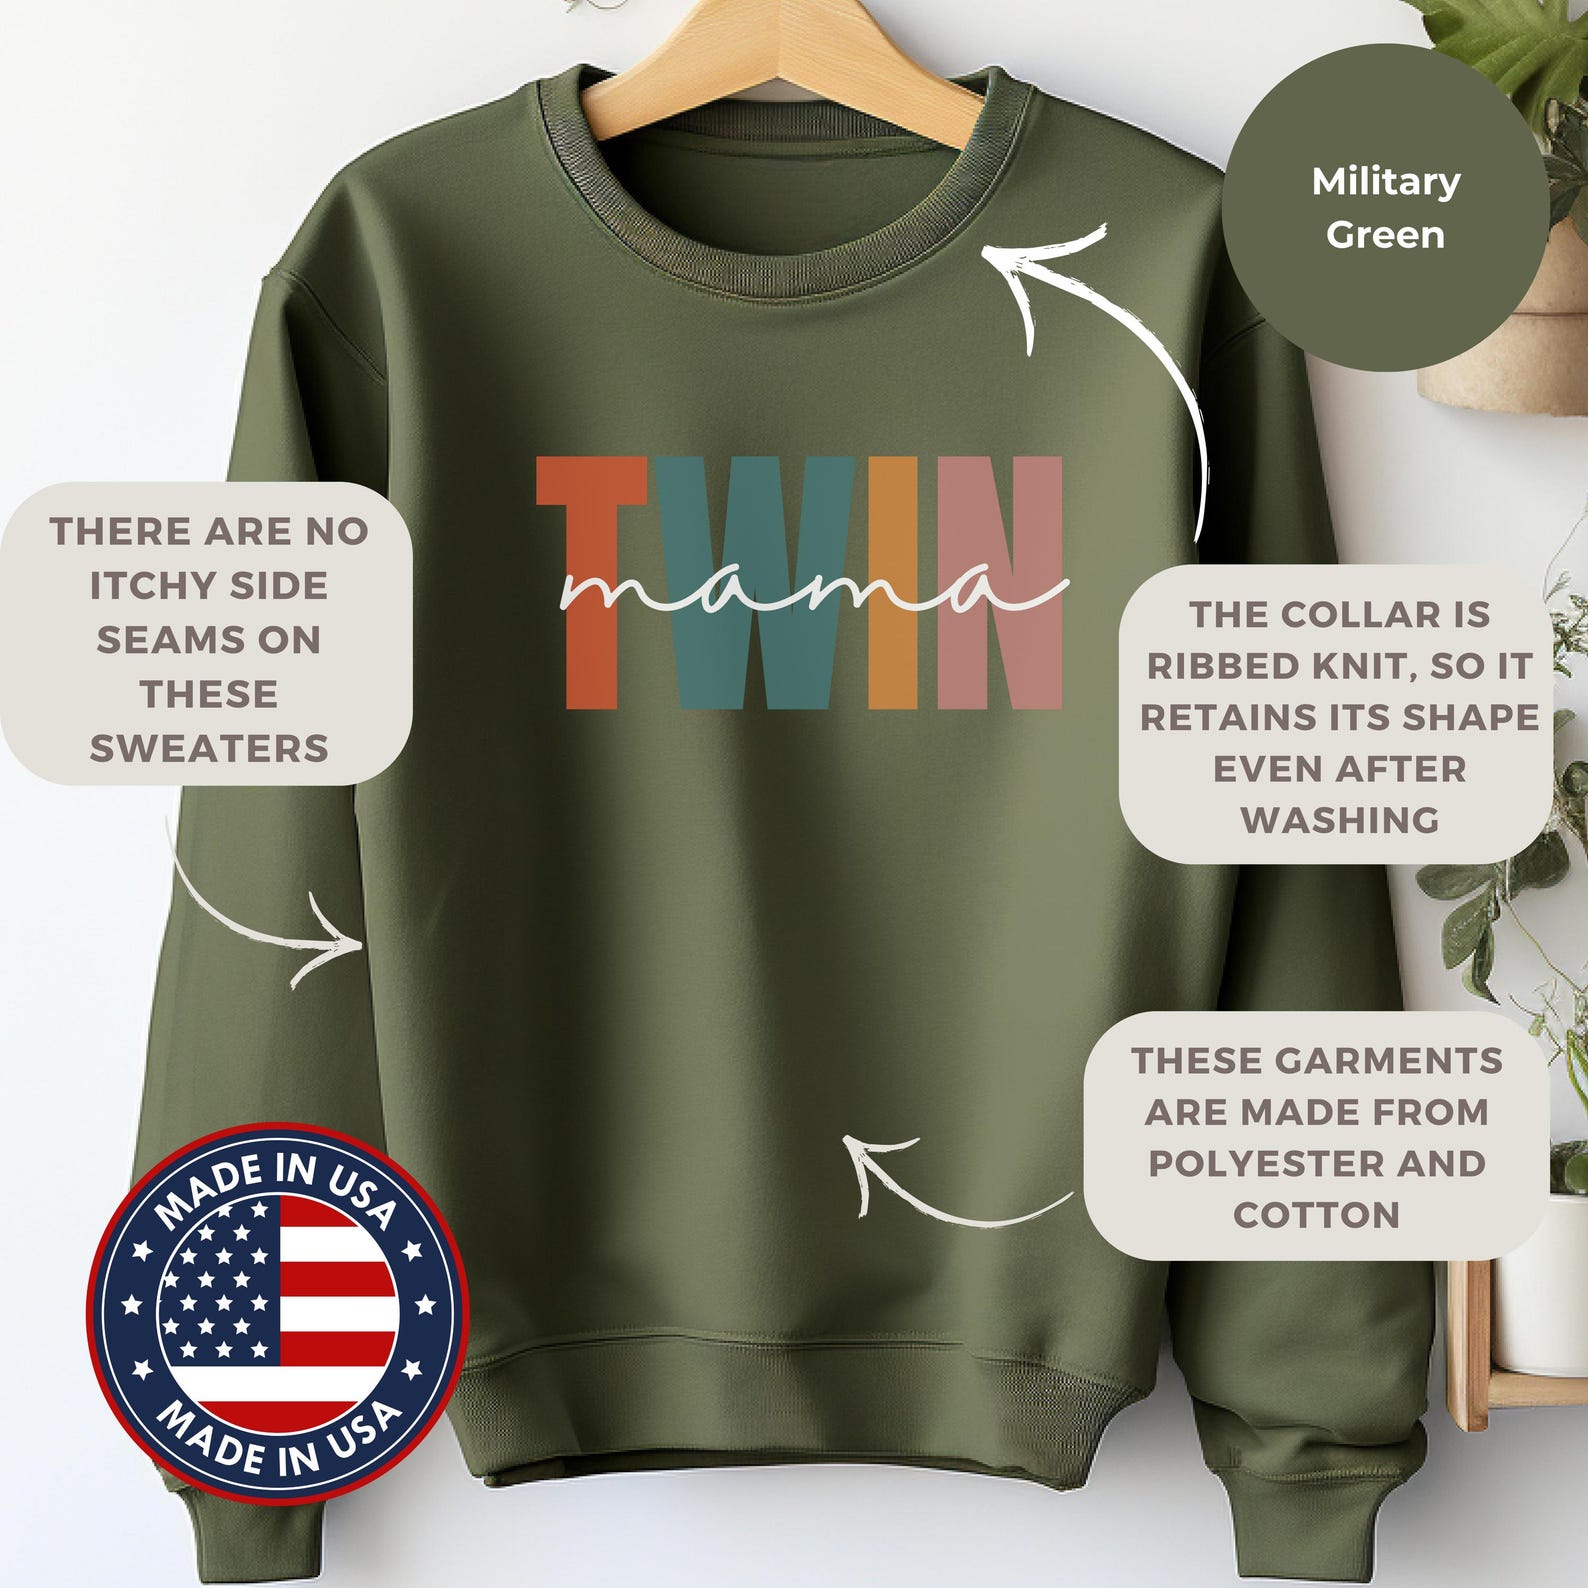 Military
Green
TWIN
mama
THERE ARE NO
ITCHY SIDE
SEAMS ON
THESE
SWEATERS
THE COLLAR IS
RIBBED KNIT, SO IT
RETAINS ITS SHAPE
EVEN AFTER
WASHING
THESE GARMENTS
ARE MADE FROM
POLYESTER AND
COTTON
MADE IN USA
MADE IN USA